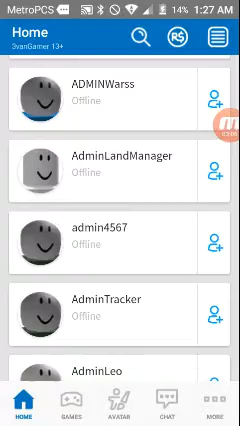 MetroPCS 14% 1:27 AM
Home
3vanGamer 13+
R$
ADMINWarss
Offline
AdminLandManager
Offline
admin4567
Offline
AdminTracker
Offline
AdminLeo
HOME GAMES AVATAR CHAT MORE